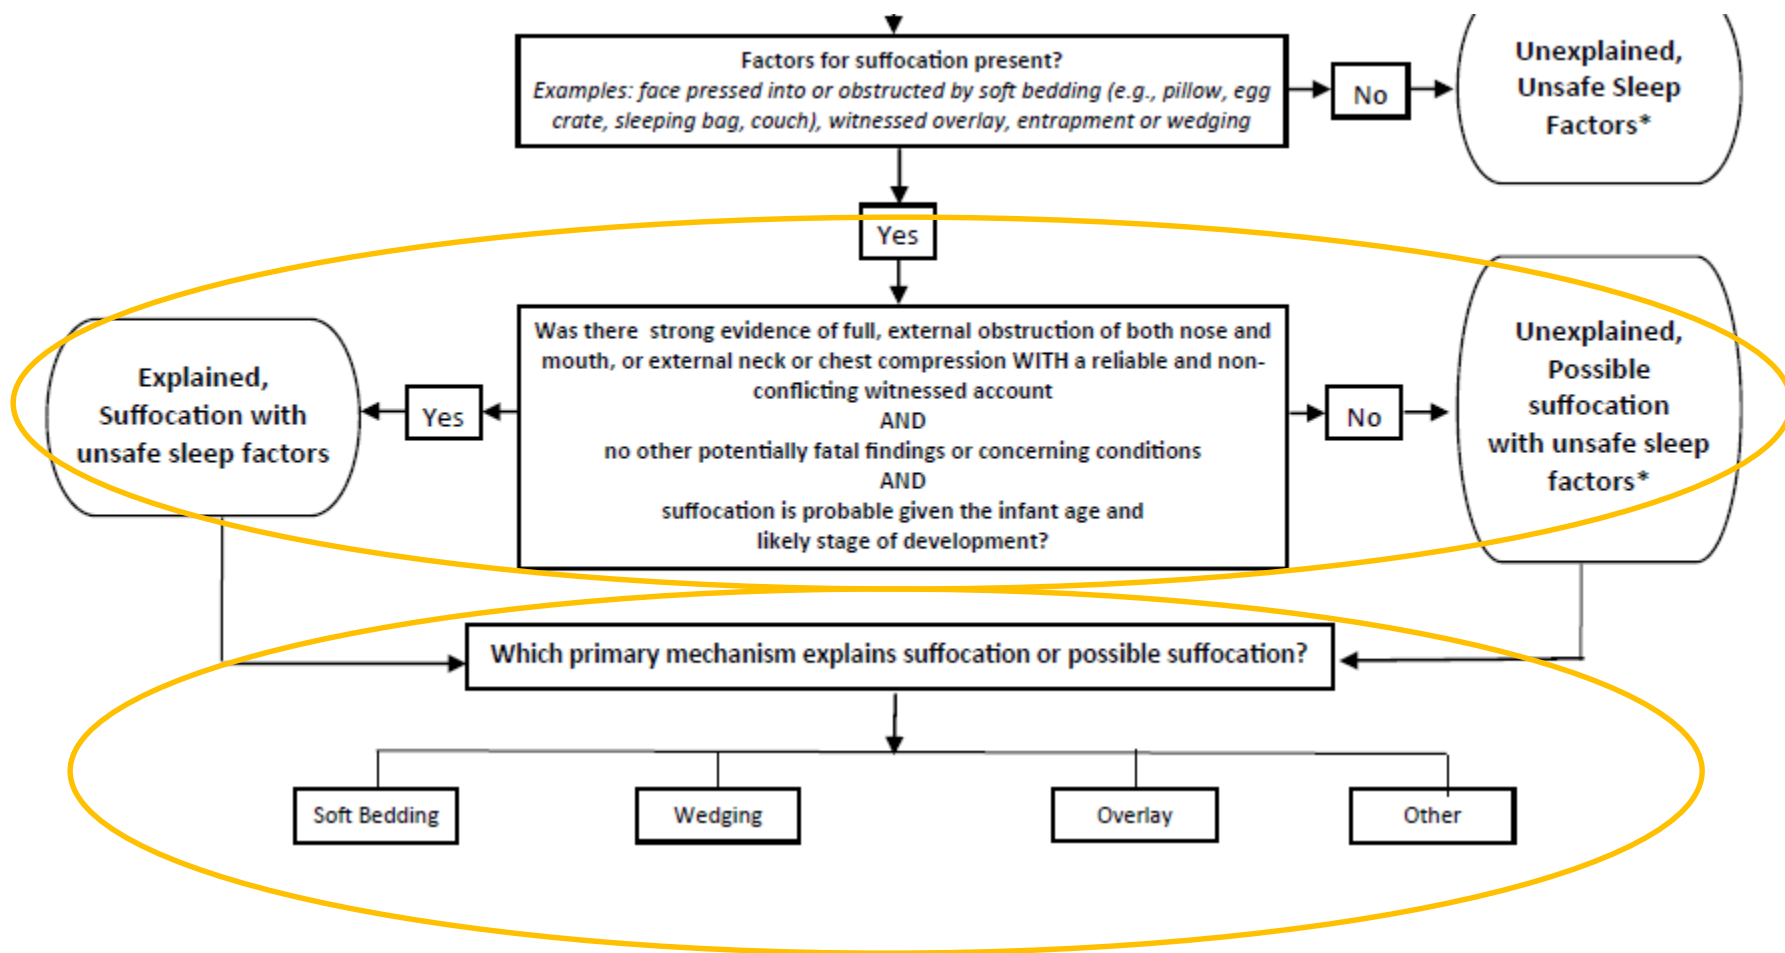 Factors for suffocation present?
Examples: face pressed into or obstructed by soft bedding (e.g., pillow, egg
crate, sleeping bag, couch), witnessed overlay, entrapment or wedging
No
Unexplained,
Unsafe Sleep
Factors*
Yes
Explained,
Suffocation with
unsafe sleep factors
Yes
Was there strong evidence of full, external obstruction of both nose and
mouth, or external neck or chest compression WITH a reliable and non-
conflicting witnessed account
AND
no other potentially fatal findings or concerning conditions
AND
suffocation is probable given the infant age and
likely stage of development?
No
Unexplained,
Possible
suffocation
with unsafe sleep
factors*
Which primary mechanism explains suffocation or possible suffocation?
Soft Bedding
Wedging
Overlay
Other